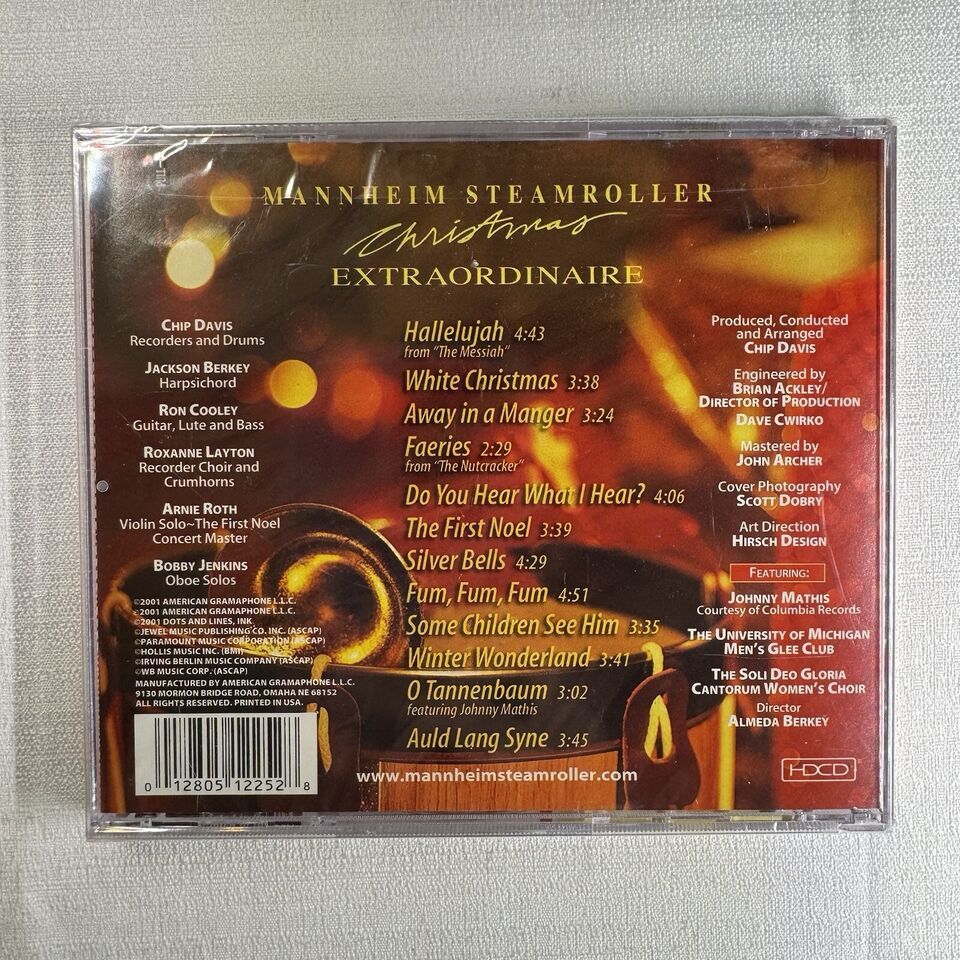 MANNHEIM STEAMROLLER
Christmas
EXTRAORDINAIRE
CHIP DAVIS
Recorders and Drums
JACKSON BERKEY
Harpsichord
RON COOLEY
Guitar, Lute and Bass
ROXANNE LAYTON
Recorder Choir and
Crumhorns
ARNIE ROTH
Violin Solo~The First Noel
Concert Master
BOBBY JENKINS
Oboe Solos
©2001 AMERICAN GRAMAPHONE L.L.C.
©2001 AMERICAN GRAMAPHONE L.L.C.
©2001 DOTS AND LINES, INK
©JEWEL MUSIC PUBLISHING CO. INC. (ASCAP)
©PARAMOUNT MUSIC CORPORATION (ASCAP)
©HOLLIS MUSIC INC. (BMI)
©IRVING BERLIN MUSIC COMPANY (ASCAP)
©WB MUSIC CORP. (ASCAP)
MANUFACTURED BY AMERICAN GRAMAPHONE L.L.C.
9130 MORMON BRIDGE ROAD, OMAHA NE 68152
ALL RIGHTS RESERVED. PRINTED IN USA.
0 12805 12252 8
Hallelujah 4:43
from "The Messiah"
White Christmas 3:38
Away in a Manger 3:24
Faeries 2:29
from "The Nutcracker"
Do You Hear What I Hear? 4:06
The First Noel 3:39
Silver Bells 4:29
Fum, Fum, Fum 4:51
Some Children See Him 3:35
Winter Wonderland 3:41
O Tannenbaum 3:02
featuring Johnny Mathis
Auld Lang Syne 3:45
www.mannheimsteamroller.com
Produced, Conducted
and Arranged
CHIP DAVIS
Engineered by
BRIAN ACKLEY/
DIRECTOR OF PRODUCTION
DAVE CWIRKO
Mastered by
JOHN ARCHER
Cover Photography
SCOTT DOBRY
Art Direction
HIRSCH DESIGN
FEATURING:
JOHNNY MATHIS
Courtesy of Columbia Records
THE UNIVERSITY OF MICHIGAN
MEN'S GLEE CLUB
THE SOLI DEO GLORIA
CANTORUM WOMEN'S CHOIR
Director
ALMEDA BERKEY
HDCD